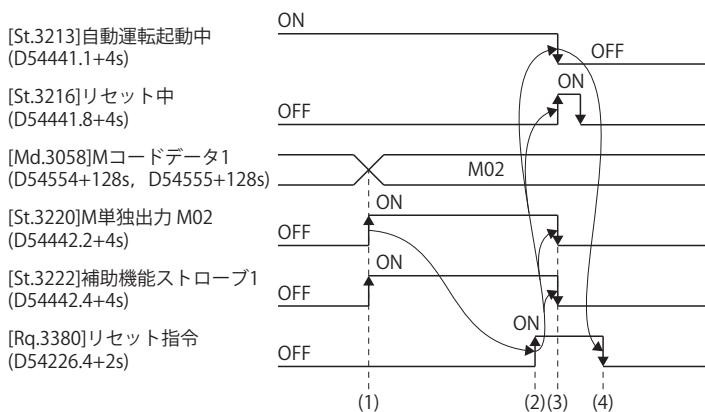 ON
[St.3213]自動運転起動中
(D54441.1+4s)
OFF
ON
[St.3216]リセット中
(D54441.8+4s)
OFF
[Md.3058]Mコードデータ1
(D54554+128s, D54555+128s)
M02
ON
[St.3220]M単独出力 M02
(D54442.2+4s)
OFF
ON
[St.3222]補助機能ストローブ1
(D54442.4+4s)
OFF
ON
[Rq.3380]リセット指令
(D54226.4+2s)
OFF
(1) (2) (3) (4)